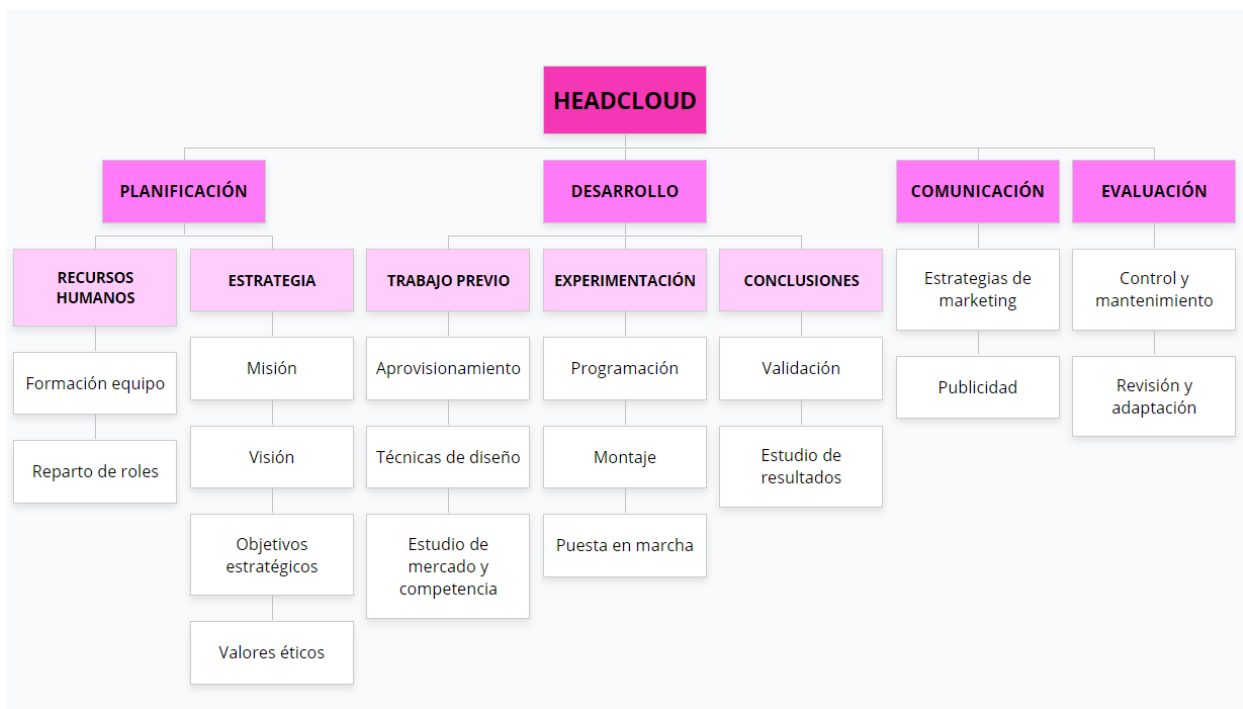 HEADCLOUD
PLANIFICACIÓN
DESARROLLO
COMUNICACIÓN
EVALUACIÓN
RECURSOS
HUMANOS
ESTRATEGIA
TRABAJO PREVIO
EXPERIMENTACIÓN
CONCLUSIONES
Estrategias de
marketing
Control y
mantenimiento
Formación equipo
Misión
Aprovisionamiento
Programación
Validación
Publicidad
Revisión y
adaptación
Reparto de roles
Visión
Técnicas de diseño
Montaje
Estudio de
resultados
Objetivos
estratégicos
Estudio de
mercado y
competencia
Puesta en marcha
Valores éticos